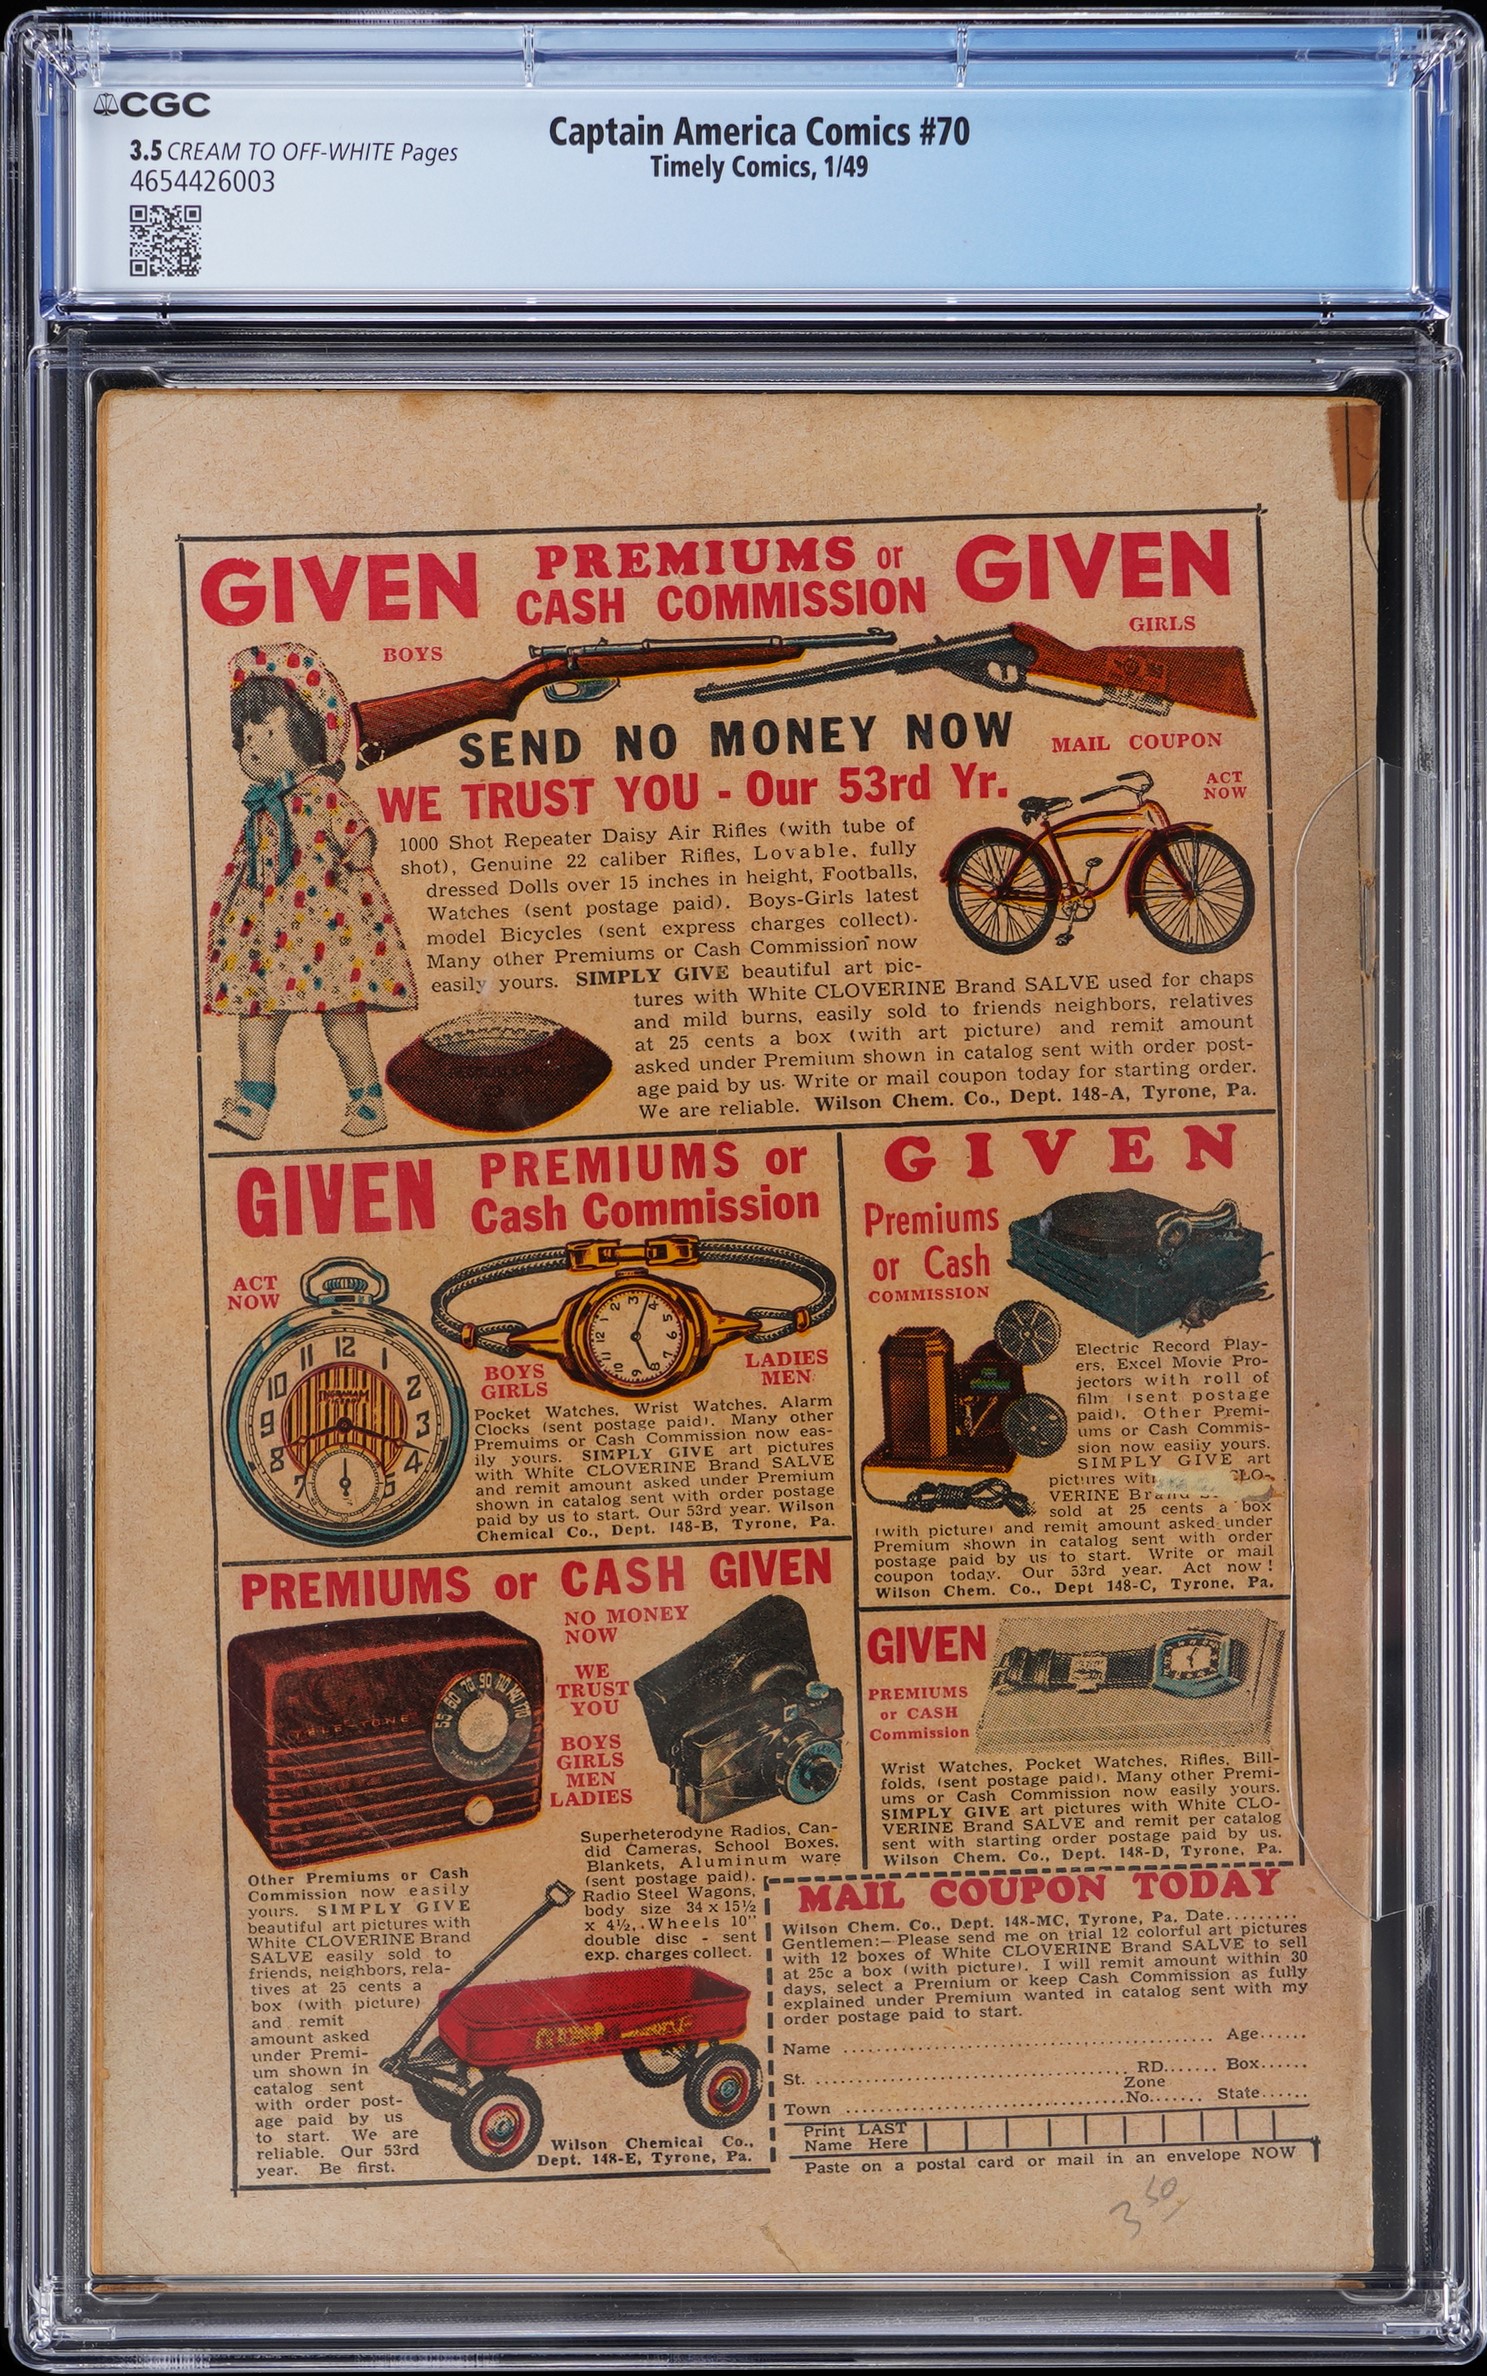 CGC
3.5 CREAM TO OFF-WHITE Pages
4654426003
Captain America Comics #70
Timely Comics, 1/49
GIVEN PREMIUMS or CASH COMMISSION GIVEN
BOYS
GIRLS
SEND NO MONEY NOW
MAIL COUPON
WE TRUST YOU - Our 53rd Yr.
ACT
NOW
1000 Shot Repeater Daisy Air Rifles (with tube of
shot), Genuine 22 caliber Rifles, Lovable, fully
dressed Dolls over 15 inches in height, Footballs,
Watches (sent postage paid). Boys-Girls latest
model Bicycles (sent express charges collect).
Many other Premiums or Cash Commission now
easily yours. SIMPLY GIVE beautiful art pic-
tures with White CLOVERINE Brand SALVE used for chaps
and mild burns, easily sold to friends neighbors, relatives
at 25 cents a box (with art picture) and remit amount
asked under Premium shown in catalog sent with order post-
age paid by us. Write or mail coupon today for starting order.
We are reliable. Wilson Chem. Co., Dept. 148-A, Tyrone, Pa.
GIVEN PREMIUMS or
Cash Commission
ACT
NOW
12 1 2 3 4 5 7 8 9 10 11
BOYS
GIRLS
LADIES
MEN
Pocket Watches, Wrist Watches, Alarm
Clocks (sent postage paid). Many other
Premuims or Cash Commission now eas-
ily yours. SIMPLY GIVE art pictures
with White CLOVERINE Brand SALVE
and remit amount asked under Premium
shown in catalog sent with order postage
paid by us to start. Our 53rd year. Wilson
Chemical Co., Dept. 148-B, Tyrone, Pa.
GIVEN
Premiums
or Cash
COMMISSION
Electric Record Play-
ers, Excel Movie Pro-
jectors with roll of
film (sent postage
paid). Other Premi-
ums or Cash Commis-
sion now easily yours.
SIMPLY GIVE art
pictures with CLO-
VERINE Brand
sold at 25 cents a box
(with picture) and remit amount asked under
Premium shown in catalog sent with order
postage paid by us to start. Write or mail
coupon today. Our 53rd year. Act now!
Wilson Chem. Co., Dept 148-C, Tyrone, Pa.
PREMIUMS or CASH GIVEN
NO MONEY
NOW
WE
TRUST
YOU
BOYS
GIRLS
MEN
LADIES
TELE-TONE
55 60 70 90 110 140 170
Superheterodyne Radios, Can-
did Cameras, School Boxes,
Blankets, Aluminum ware
(sent postage paid).
Radio Steel Wagons,
body size 34 x 15½
x 4½, Wheels 10"
double disc - sent
exp. charges collect.
Other Premiums or Cash
Commission now easily
yours. SIMPLY GIVE
beautiful art pictures with
White CLOVERINE Brand
SALVE easily sold to
friends, neighbors, rela-
tives at 25 cents a
box (with picture)
and remit
amount asked
under Premi-
um shown in
catalog sent
with order post-
age paid by us
to start. We are
reliable. Our 53rd
year. Be first.
Wilson Chemical Co.,
Dept. 148-E, Tyrone, Pa.
GIVEN
PREMIUMS
or CASH
Commission
Wrist Watches, Pocket Watches, Rifles, Bill-
folds, (sent postage paid). Many other Premi-
ums or Cash Commission now easily yours.
SIMPLY GIVE art pictures with White CLO-
VERINE Brand SALVE and remit per catalog
sent with starting order postage paid by us.
Wilson Chem. Co., Dept. 148-D, Tyrone, Pa.
MAIL COUPON TODAY
Wilson Chem. Co., Dept. 148-MC, Tyrone, Pa. Date.........
Gentlemen:— Please send me on trial 12 colorful art pictures
with 12 boxes of White CLOVERINE Brand SALVE to sell
at 25c a box (with picture). I will remit amount within 30
days, select a Premium or keep Cash Commission as fully
explained under Premium wanted in catalog sent with my
order postage paid to start.
Name ........................................ Age......
St. ................................. RD....... Box......
Town .............................. Zone No....... State......
Print LAST
Name Here
Paste on a postal card or mail in an envelope NOW
3 50